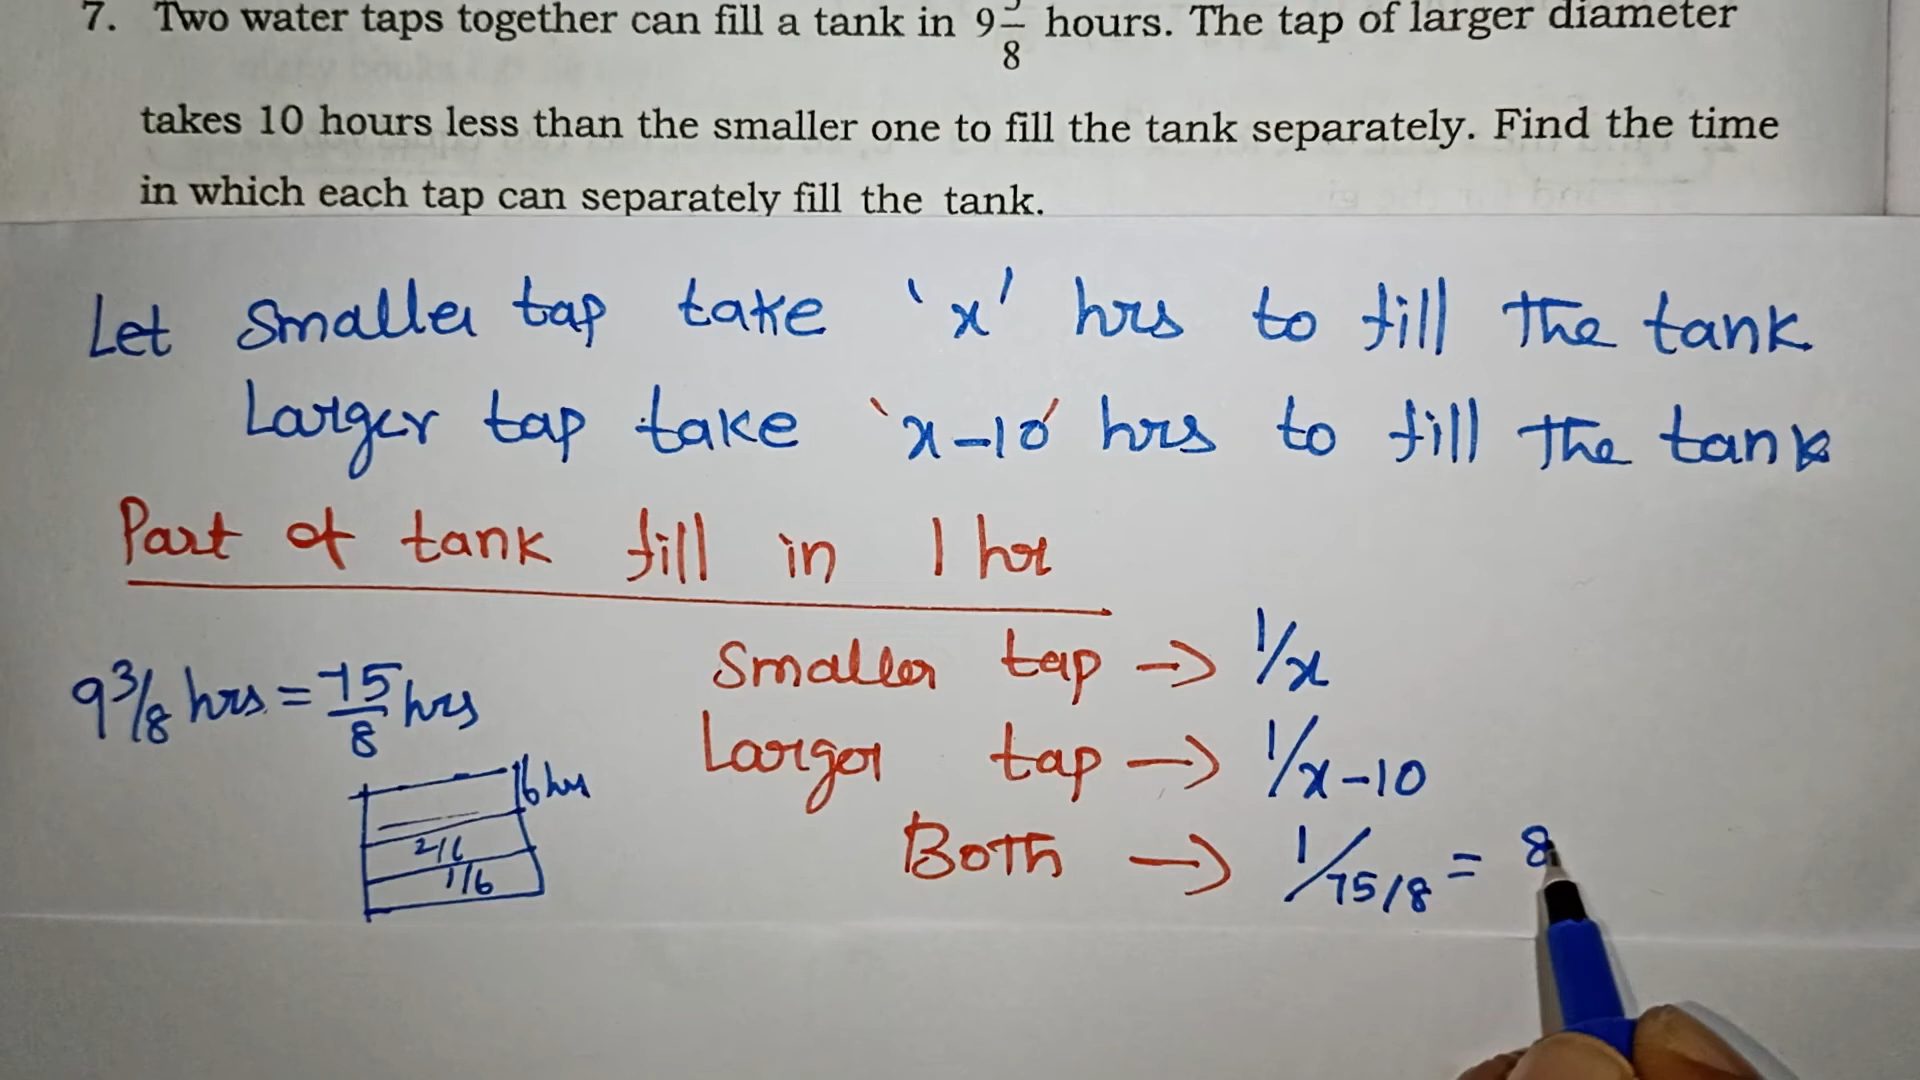 7. Two water taps together can fill a tank in 9 3/8 hours. The tap of larger diameter
takes 10 hours less than the smaller one to fill the tank separately. Find the time
in which each tap can separately fill the tank.
Let smaller tap take 'x' hrs to fill the tank.
Larger tap take 'x-10' hrs to fill the tank
Part of tank fill in 1 hr
Smaller tap → 1/x
9 3/8 hrs = 75/8 hrs
Larger tap → 1/x-10
6 hrs
Both → 1/75/8 = 8
2/6
1/6